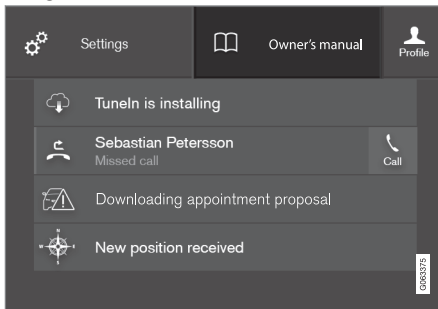 Settings
Owner's manual
Profile
TuneIn is installing
Sebastian Petersson
Missed call
Call
Downloading appointment proposal
N
W E
S
New position received
G063375